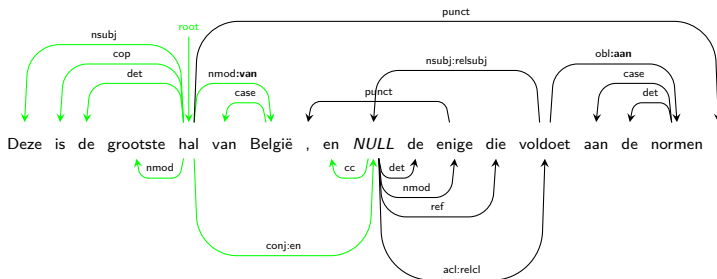 punct
root
nsubj
nsubj:relsubj
obl:aan
cop
det
nmod:van
case
punct
case
det
Deze is de grootste hal van België , en NULL de enige die voldoet aan de normen
nmod
cc
det
nmod
ref
conj:en
acl:relcl